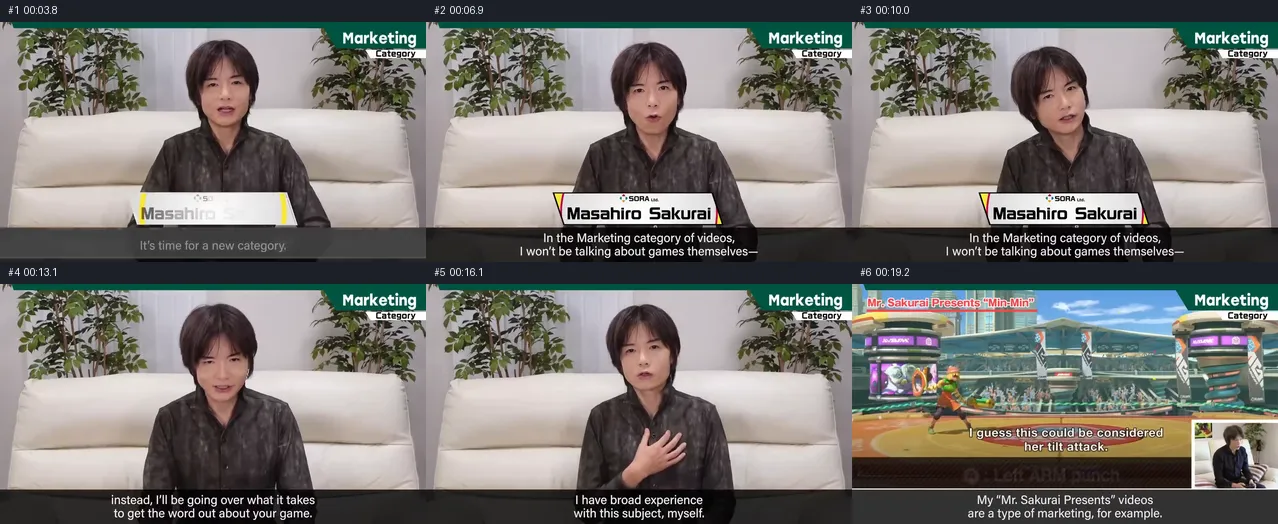 #1 00:03.8
Marketing
Category
Masahiro S
It's time for a new category.
#2 00:06.9
Marketing
Category
SORA Ltd.
Masahiro Sakurai
In the Marketing category of videos,
I won't be talking about games themselves—
#3 00:10.0
Marketing
Category
SORA Ltd.
Masahiro Sakurai
In the Marketing category of videos,
I won't be talking about games themselves—
#4 00:13.1
Marketing
Category
instead, I'll be going over what it takes
to get the word out about your game.
#5 00:16.1
Marketing
Category
I have broad experience
with this subject, myself.
#6 00:19.2
Mr. Sakurai Presents "Min-Min"
Marketing
Category
I guess this could be considered
her tilt attack.
: Left ARM punch
My "Mr. Sakurai Presents" videos
are a type of marketing, for example.